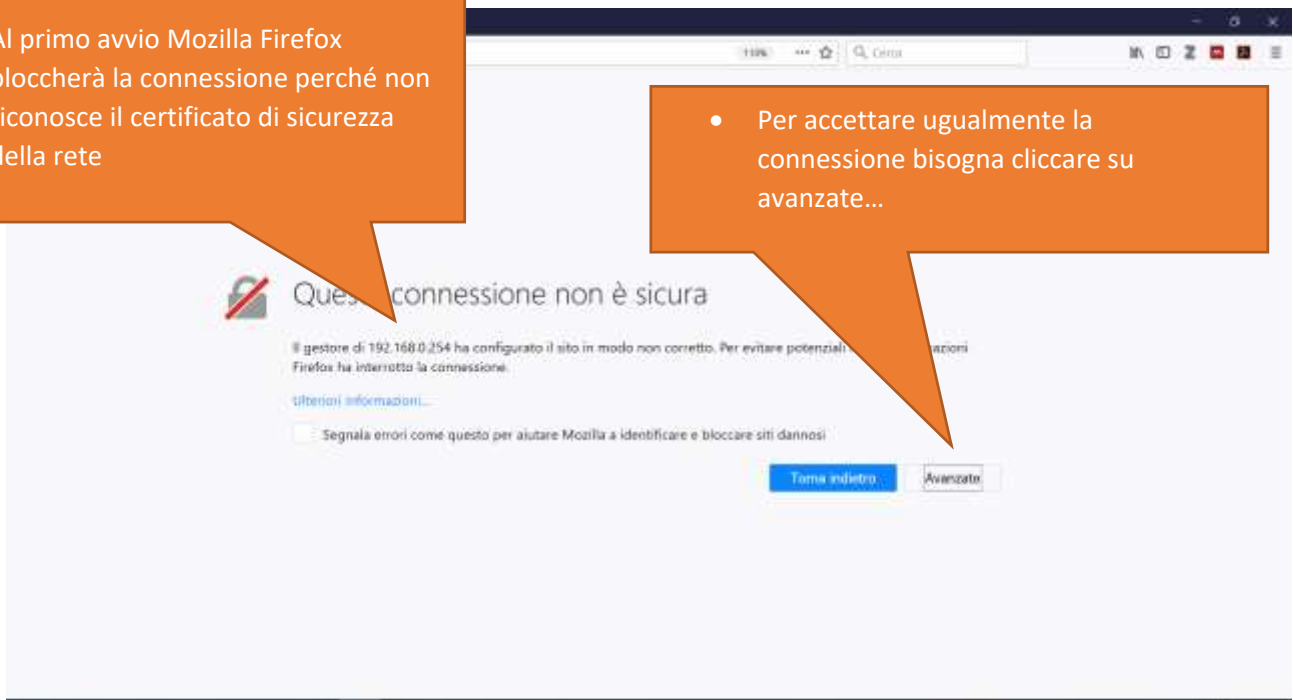 Al primo avvio Mozilla Firefox
bloccherà la connessione perché non
riconosce il certificato di sicurezza
della rete
110%
Cerca
Per accettare ugualmente la
connessione bisogna cliccare su
avanzate…
connessione non è sicura
Il gestore di 192.168.0.254 ha configurato il sito in modo non corretto. Per evitare potenziali
Firefox ha interrotto la connessione.
Ulteriori informazioni...
Segnala errori come questo per aiutare Mozilla a identificare e bloccare siti dannosi
Torna indietro
Avanzate